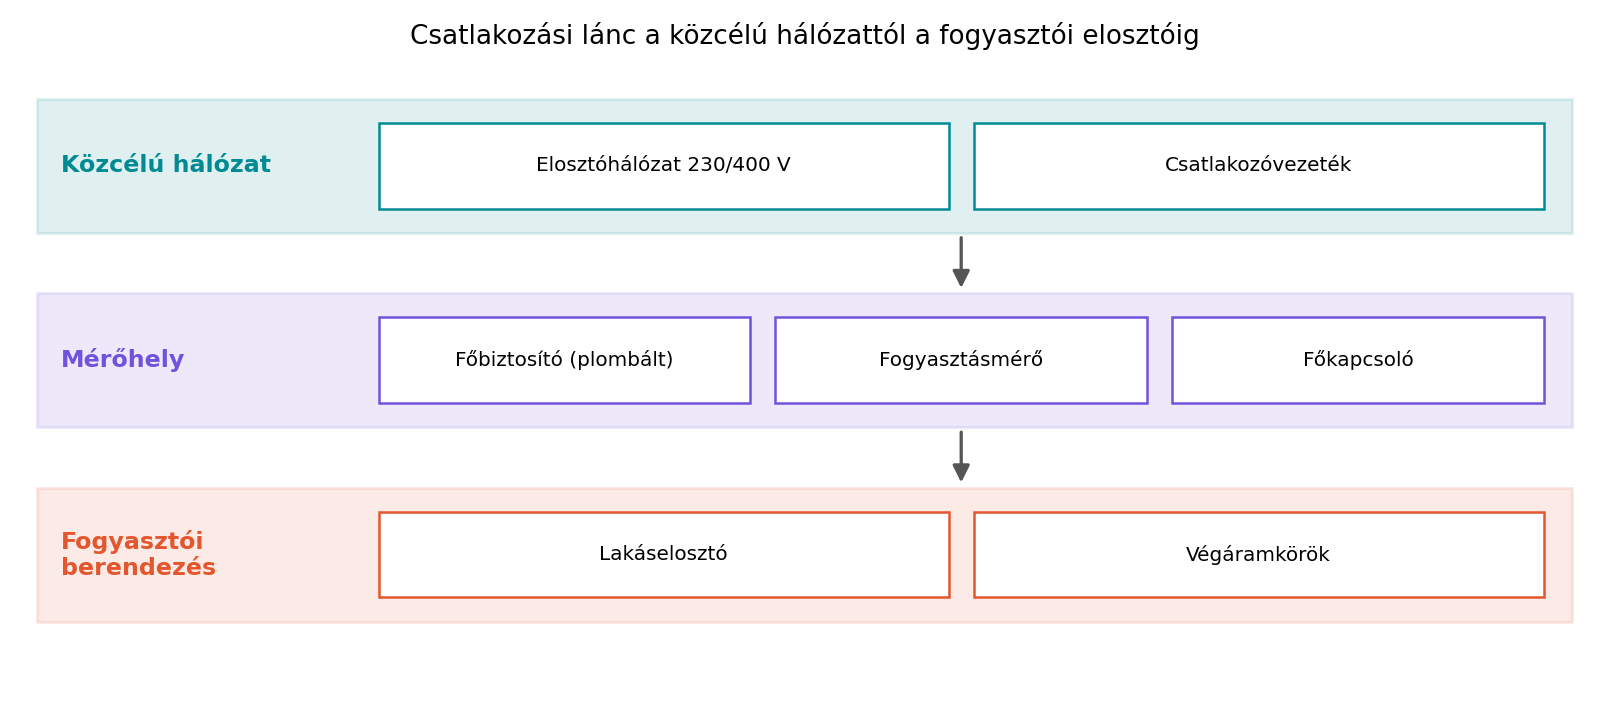 Csatlakozási lánc a közcélú hálózattól a fogyasztói elosztóig
Közcélú hálózat
Elosztóhálózat 230/400 V
Csatlakozóvezeték
Mérőhely
Főbiztosító (plombált)
Fogyasztásmérő
Főkapcsoló
Fogyasztói
berendezés
Lakáselosztó
Végáramkörök